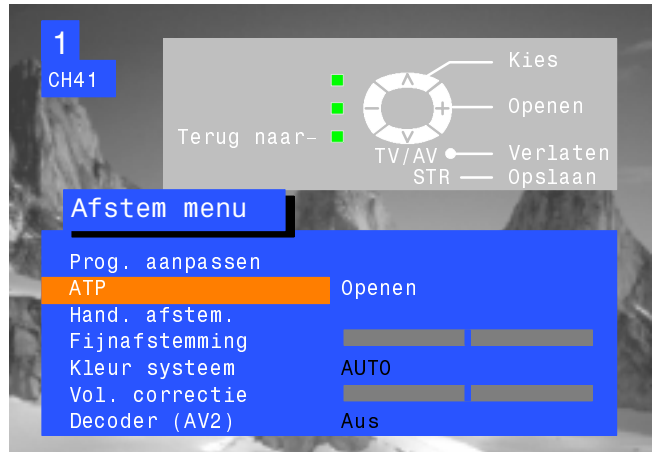 1
CH41
Kies
Openen
Terug naar
TV/AV Verlaten
STR Opslaan
Afstem menu
Prog. aanpassen
ATP Openen
Hand. afstem.
Fijnafstemming
Kleur systeem AUTO
Vol. correctie
Decoder (AV2) Aus